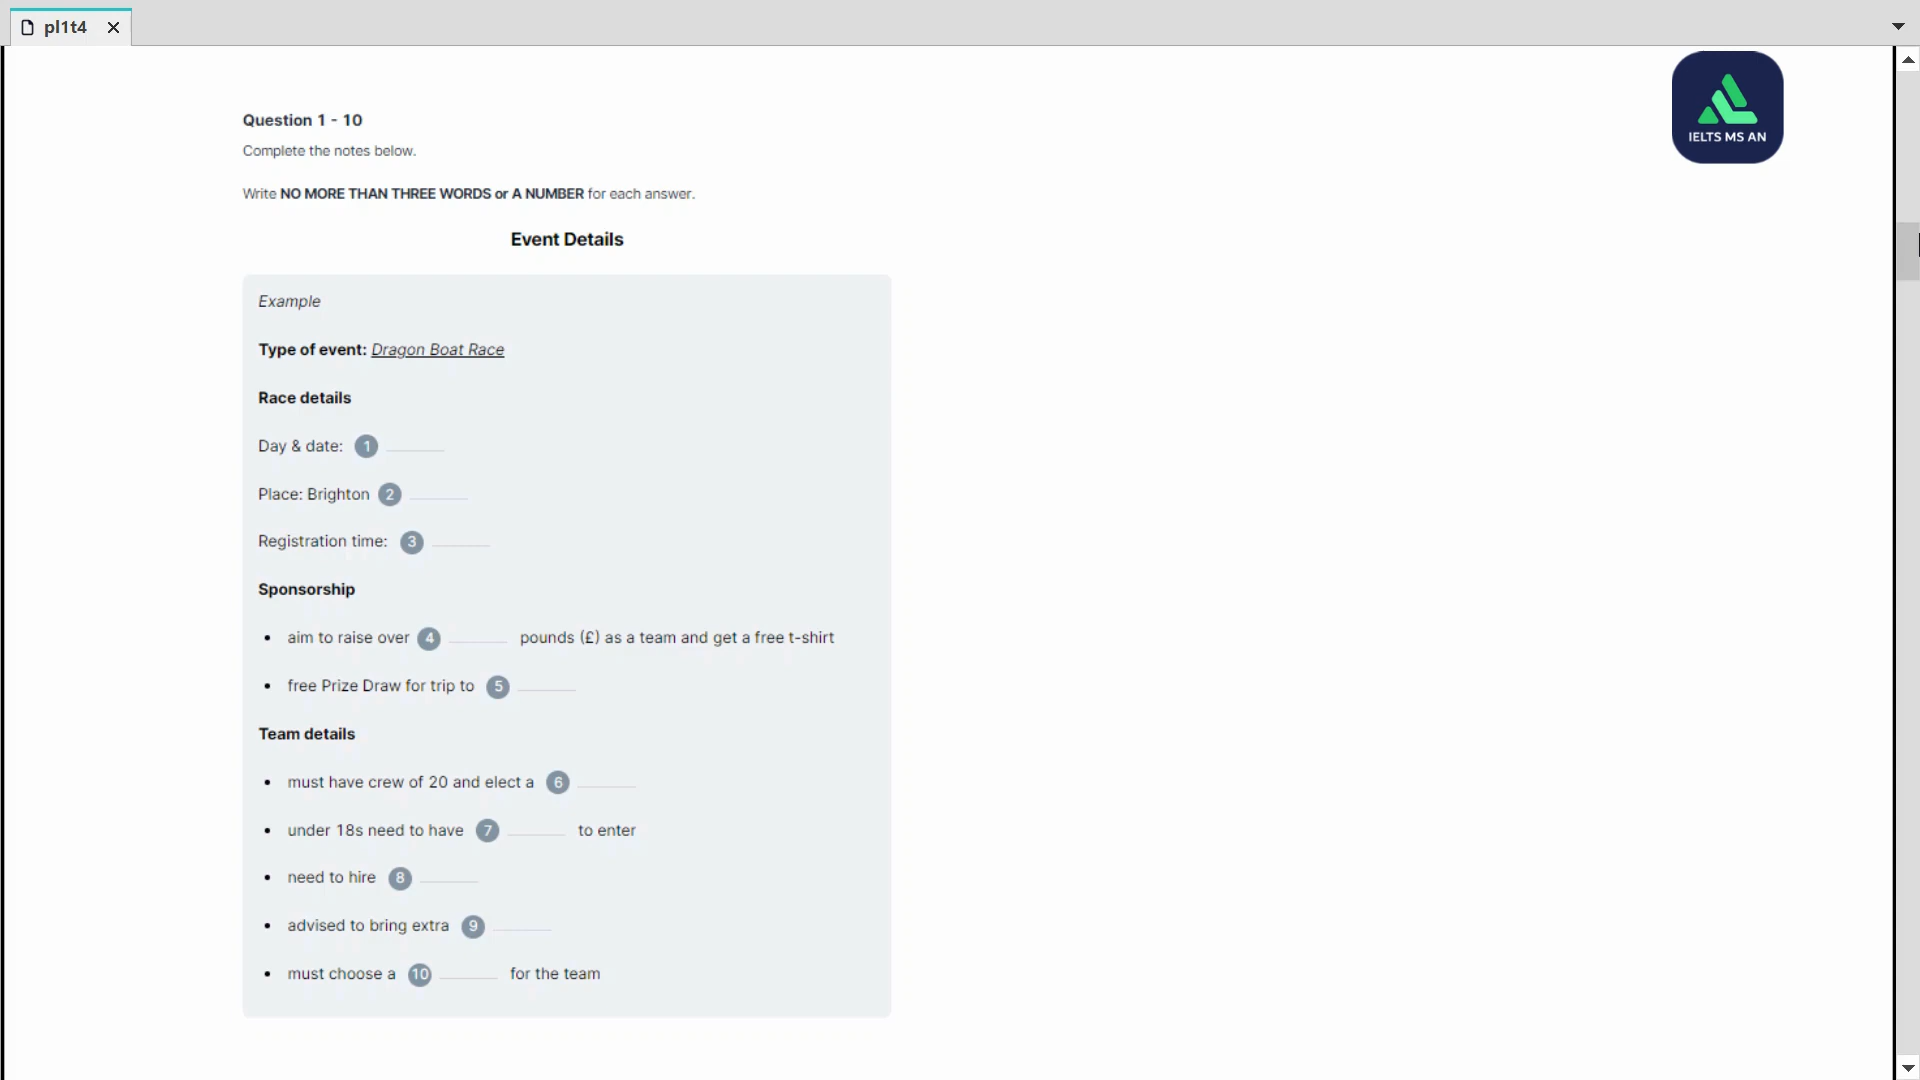 pl1t4
IELTS MS AN
Question 1 - 10
Complete the notes below.
Write NO MORE THAN THREE WORDS or A NUMBER for each answer.
Event Details
Example
Type of event: Dragon Boat Race
Race details
Day & date: 1
Place: Brighton 2
Registration time: 3
Sponsorship
• aim to raise over 4 pounds (£) as a team and get a free t-shirt
• free Prize Draw for trip to 5
Team details
• must have crew of 20 and elect a 6
• under 18s need to have 7 to enter
• need to hire 8
• advised to bring extra 9
• must choose a 10 for the team